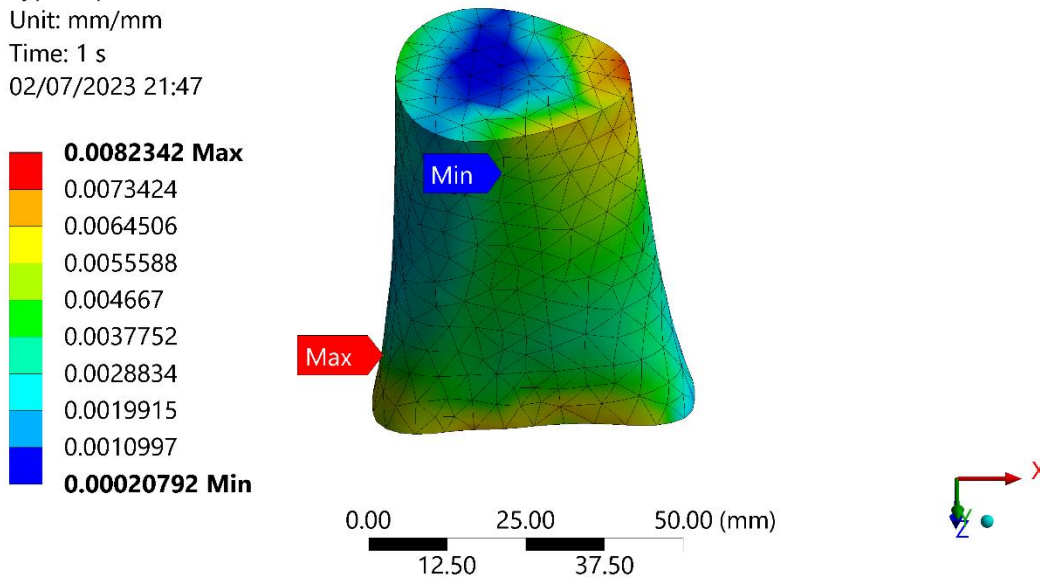 Unit: mm/mm
Time: 1 s
02/07/2023 21:47
0.0082342 Max
0.0073424
0.0064506
0.0055588
0.004667
0.0037752
0.0028834
0.0019915
0.0010997
0.00020792 Min
Min
Max
0.00 25.00 50.00 (mm)
12.50 37.50
X
Y
Z